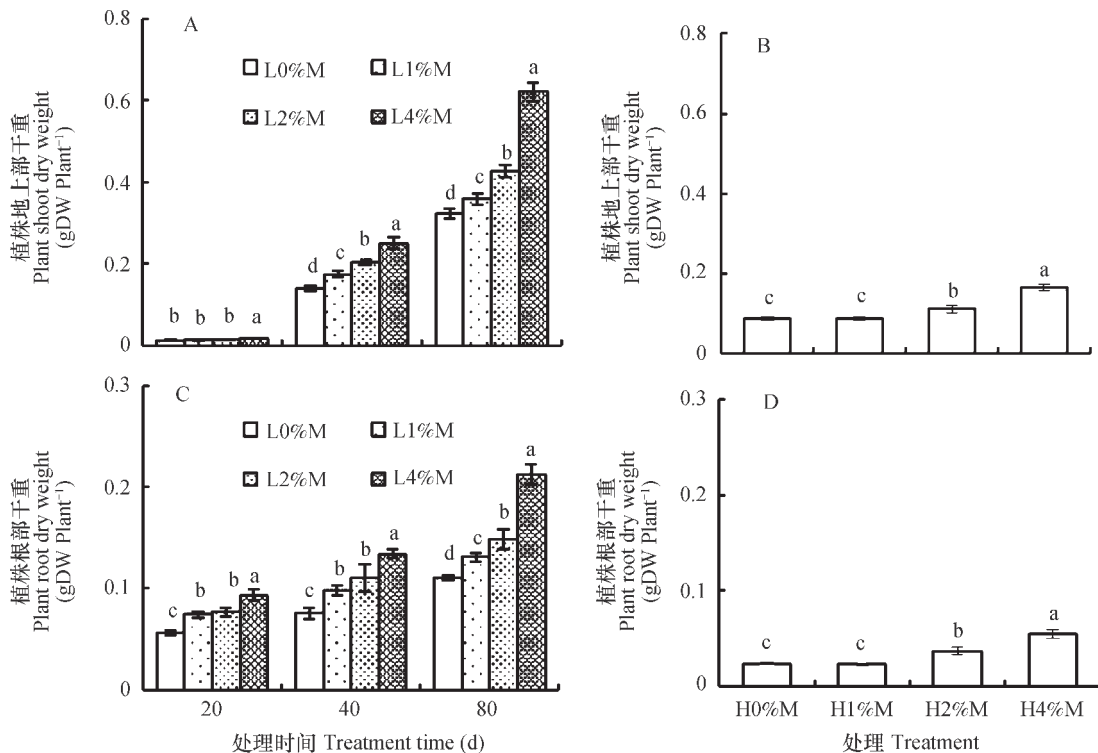 A
0.8
0.6
0.4
0.2
0
植株地上部干重
Plant shoot dry weight
(gDW Plant⁻¹)
L0%M
L1%M
L2%M
L4%M
b b b a
d c b a
d c b a
B
0.8
0.6
0.4
0.2
0
植株地上部干重
Plant shoot dry weight
(gDW Plant⁻¹)
c c b a
C
0.3
0.2
0.1
0
植株根部干重
Plant root dry weight
(gDW Plant⁻¹)
L0%M
L1%M
L2%M
L4%M
c b b a
c b b a
d c b a
20 40 80
处理时间 Treatment time (d)
D
0.3
0.2
0.1
0
植株根部干重
Plant root dry weight
(gDW Plant⁻¹)
c c b a
H0%M H1%M H2%M H4%M
处理 Treatment